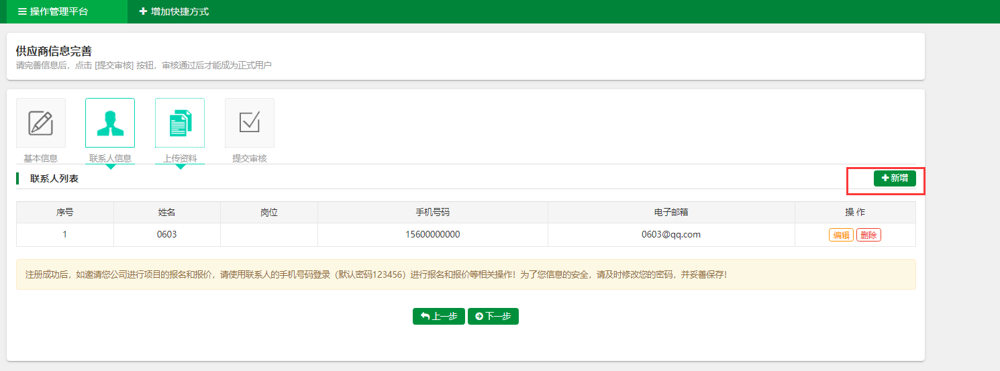 操作管理平台 增加快捷方式
供应商信息完善
请完善信息后，点击 [提交审核] 按钮，审核通过后才能成为正式用户
基本信息 联系人信息 上传资料 提交审核
联系人列表 新增
序号 姓名 岗位 手机号码 电子邮箱 操 作
1 0603 15600000000 0603@qq.com 编辑 删除
注册成功后，如邀请您公司进行项目的报名和报价，请使用联系人的手机号码登录（默认密码123456）进行报名和报价等相关操作！为了您信息的安全，请及时修改您的密码，并妥善保存！
上一步 下一步